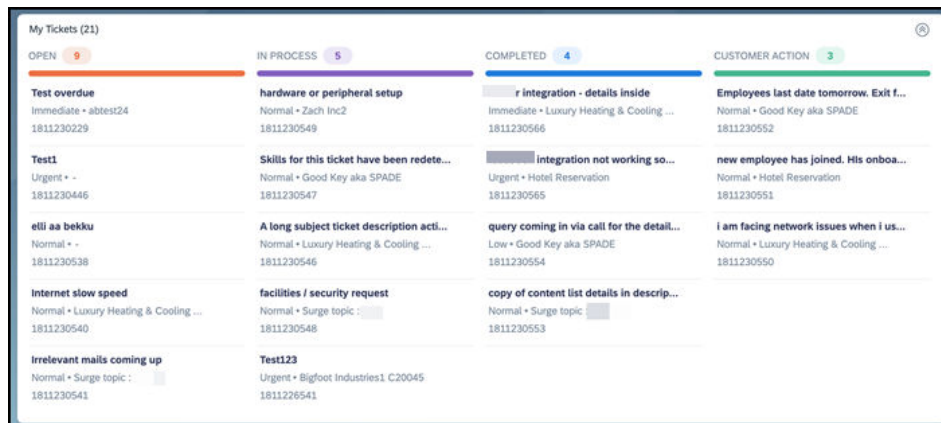 My Tickets (21)
OPEN 9
Test overdue
Immediate • abtest24
1811230229
Test1
Urgent • -
1811230446
elli aa bekku
Normal • -
1811230538
Internet slow speed
Normal • Luxury Heating & Cooling ...
1811230540
Irrelevant mails coming up
Normal • Surge topic :
1811230541
IN PROCESS 5
hardware or peripheral setup
Normal • Zach Inc2
1811230549
Skills for this ticket have been redete...
Normal • Good Key aka SPADE
1811230547
A long subject ticket description acti...
Normal • Luxury Heating & Cooling ...
1811230546
facilities / security request
Normal • Surge topic :
1811230548
Test123
Urgent • Bigfoot Industries1 C20045
1811226541
COMPLETED 4
r integration - details inside
Immediate • Luxury Heating & Cooling ...
1811230566
integration not working so...
Urgent • Hotel Reservation
1811230565
query coming in via call for the detail...
Low • Good Key aka SPADE
1811230554
copy of content list details in descrip...
Normal • Surge topic
1811230553
CUSTOMER ACTION 3
Employees last date tomorrow. Exit f...
Normal • Good Key aka SPADE
1811230552
new employee has joined. HIs onboa...
Normal • Hotel Reservation
1811230551
i am facing network issues when i us...
Normal • Luxury Heating & Cooling ...
1811230550